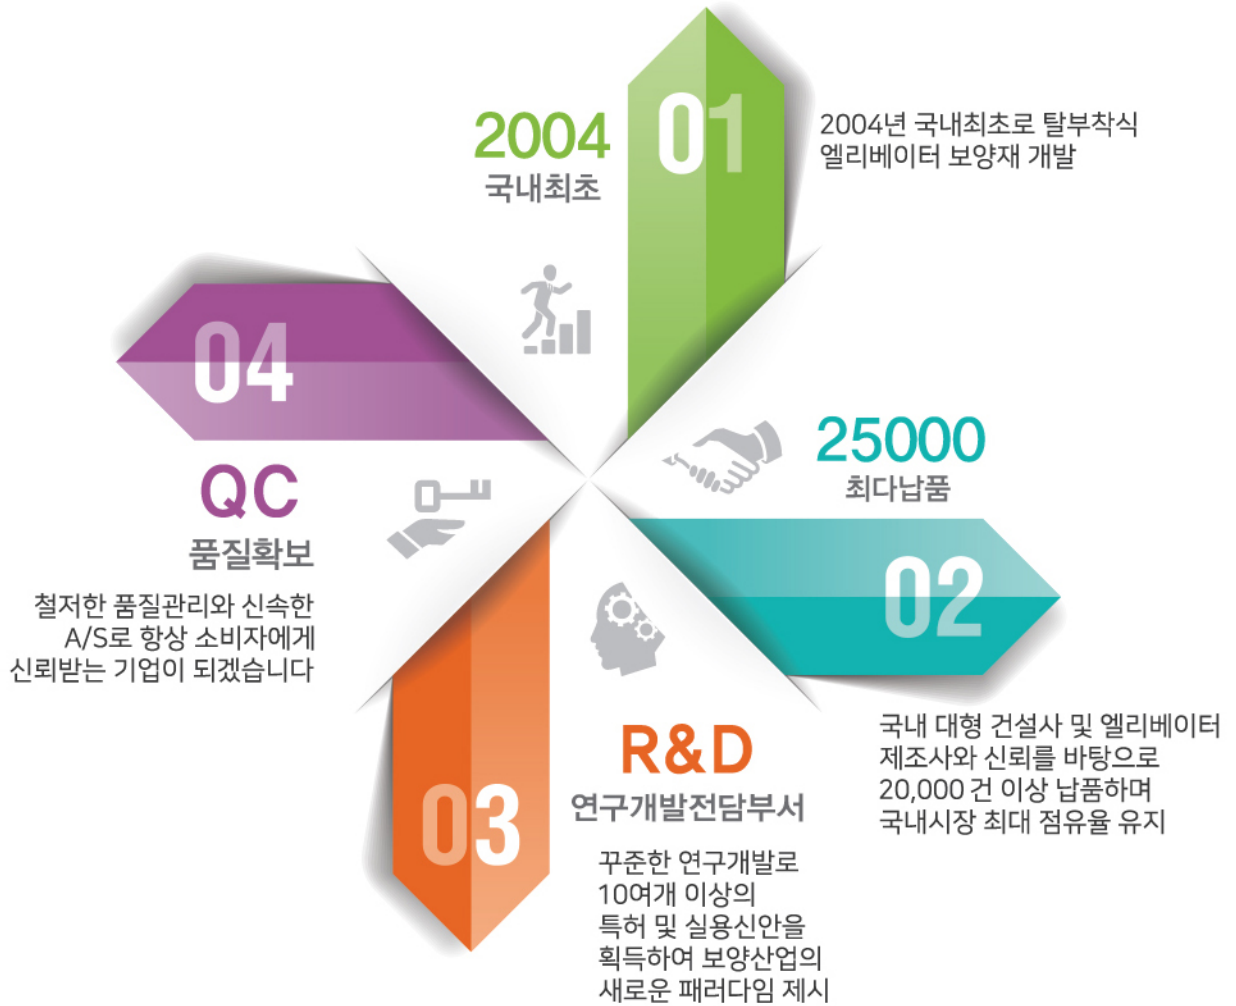 01
2004
국내최초
2004년 국내최초로 탈부착식
엘리베이터 보양재 개발
25000
최다납품
02
국내 대형 건설사 및 엘리베이터
제조사와 신뢰를 바탕으로
20,000 건 이상 납품하며
국내시장 최대 점유율 유지
R&D
연구개발전담부서
03
꾸준한 연구개발로
10여개 이상의
특허 및 실용신안을
획득하여 보양산업의
새로운 패러다임 제시
04
QC
품질확보
철저한 품질관리와 신속한
A/S로 항상 소비자에게
신뢰받는 기업이 되겠습니다